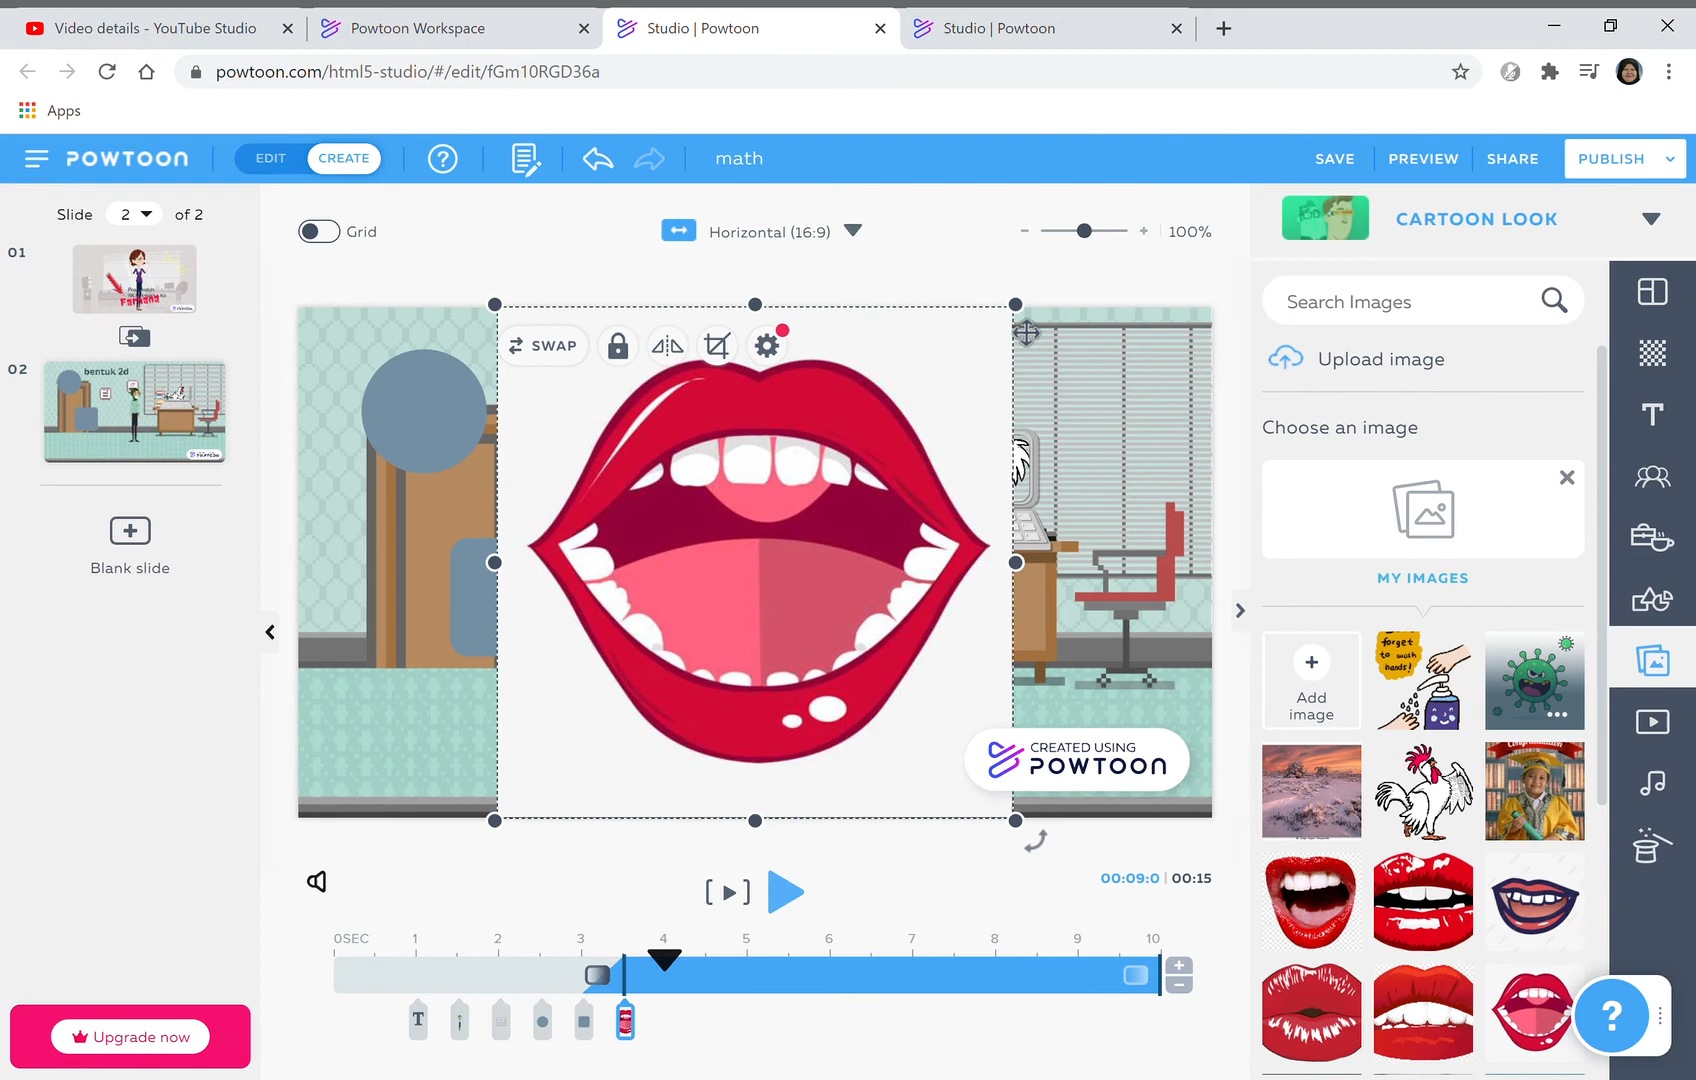 Video details - YouTube Studio
Powtoon Workspace
Studio | Powtoon
Studio | Powtoon
powtoon.com/html5-studio/#/edit/fGm10RGD36a
Apps
POWTOON
EDIT
CREATE
math
SAVE
PREVIEW
SHARE
PUBLISH
Slide 2 of 2
Grid
Horizontal (16:9)
100%
CARTOON LOOK
01
Farhana
02
bentuk 2d
Blank slide
SWAP
CREATED USING
POWTOON
Search Images
Upload image
Choose an image
MY IMAGES
Add
image
forget
to wash
hands!
00:09:0 | 00:15
0SEC 1 2 3 4 5 6 7 8 9 10
T
Upgrade now
?